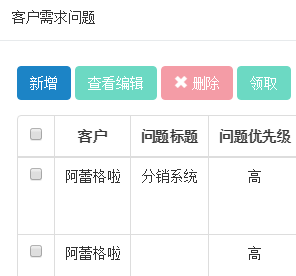 客户需求问题
新增 查看编辑 ✖ 删除 领取
客户 问题标题 问题优先级
阿蕾格啦 分销系统 高
阿蕾格啦 高